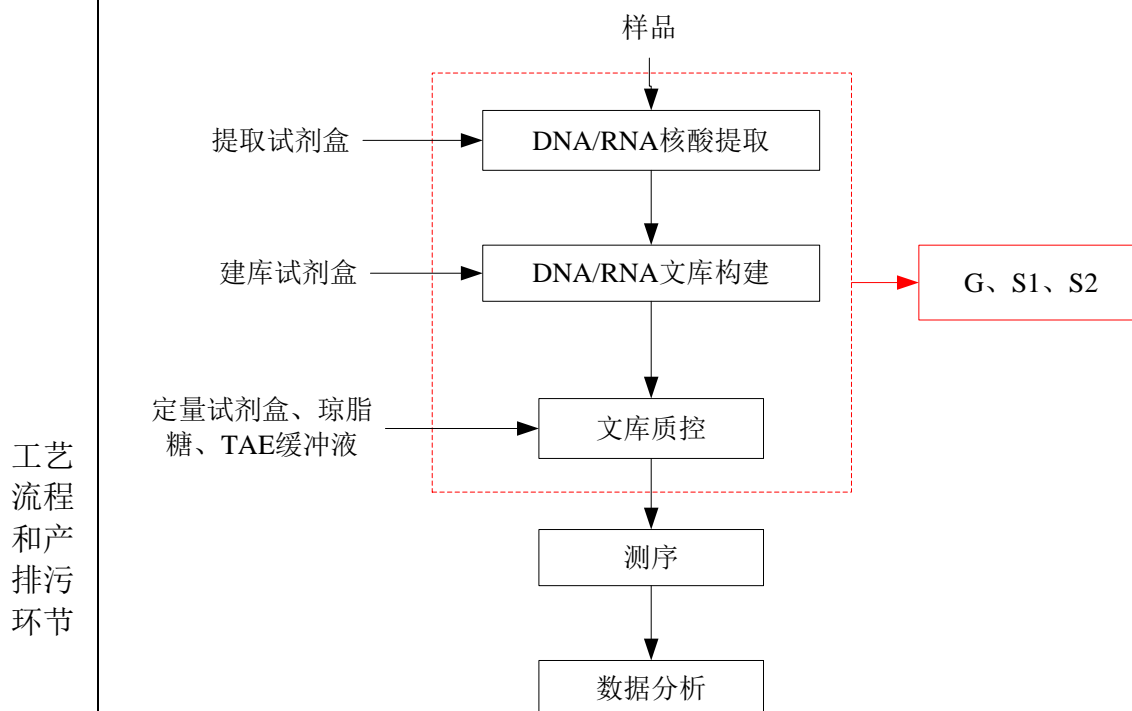 样品
提取试剂盒
DNA/RNA核酸提取
建库试剂盒
DNA/RNA文库构建
G、S1、S2
定量试剂盒、琼脂
糖、TAE缓冲液
文库质控
测序
数据分析
工艺
流程
和产
排污
环节